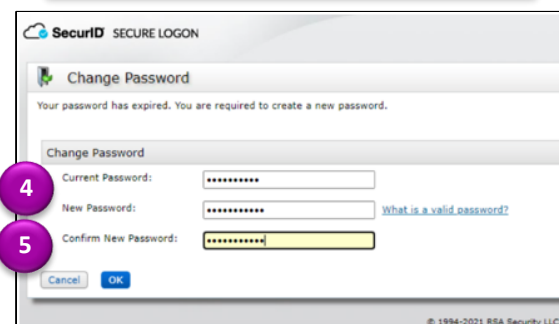 SecurID SECURE LOGON
Change Password
Your password has expired. You are required to create a new password.
Change Password
4
Current Password: ••••••••••
New Password: ••••••••••• What is a valid password?
5
Confirm New Password: •••••••••••
Cancel OK
© 1994-2021 RSA Security LLC